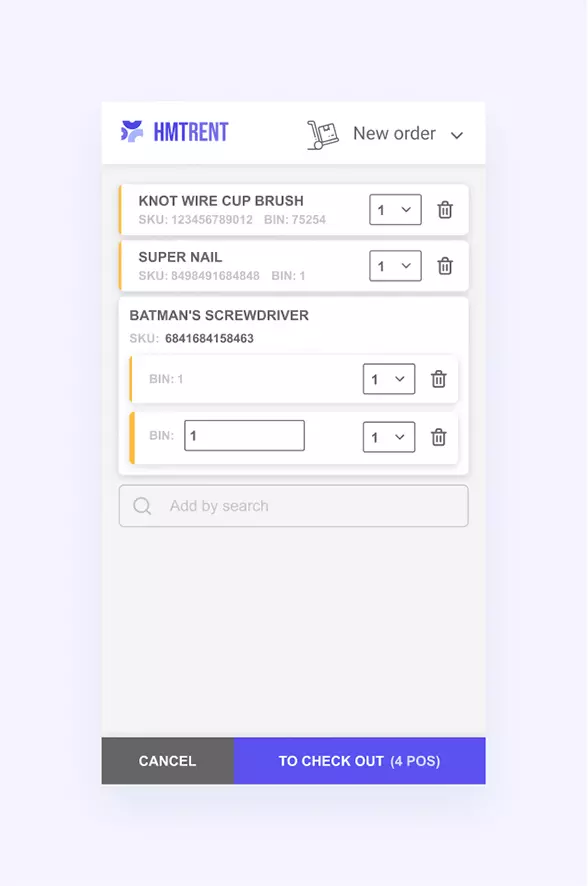 HMTRENT
New order
KNOT WIRE CUP BRUSH
SKU: 123456789012 BIN: 75254
1
SUPER NAIL
SKU: 8498491684848 BIN: 1
1
BATMAN'S SCREWDRIVER
SKU: 6841684158463
BIN: 1
1
BIN: 1
1
Add by search
CANCEL
TO CHECK OUT (4 POS)